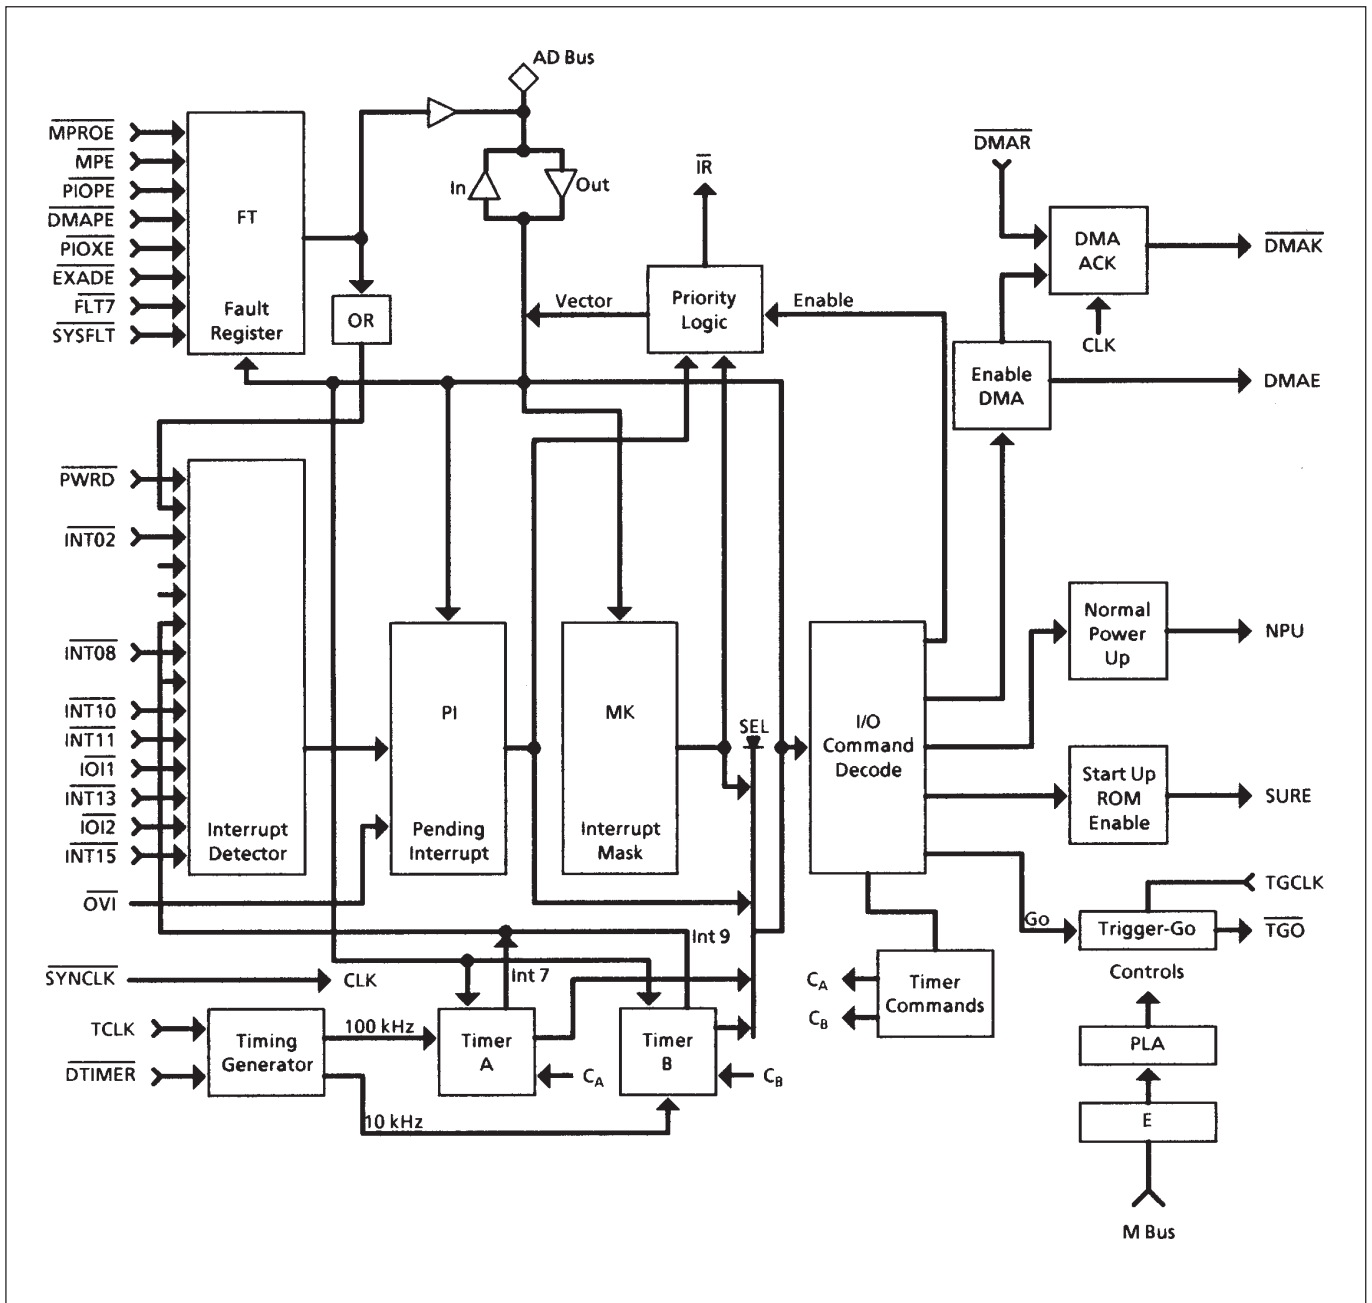 AD Bus
MPROE
MPE
PIOPE
DMAPE
PIOXE
EXADE
FLT7
SYSFLT
FT
Fault
Register
OR
In
Out
IR
Vector
Priority
Logic
Enable
DMAR
DMA
ACK
DMAK
CLK
Enable
DMA
DMAE
PWRD
INT02
INT08
INT10
INT11
IOI1
INT13
IOI2
INT15
OVI
Interrupt
Detector
PI
Pending
Interrupt
MK
Interrupt
Mask
SEL
I/O
Command
Decode
Normal
Power
Up
NPU
Start Up
ROM
Enable
SURE
TGCLK
Go
Trigger-Go
TGO
Controls
PLA
E
M Bus
Timer
Commands
CA
CB
Int 9
Int 7
SYNCLK
CLK
TCLK
DTIMER
Timing
Generator
100 kHz
10 kHz
Timer
A
CA
Timer
B
CB